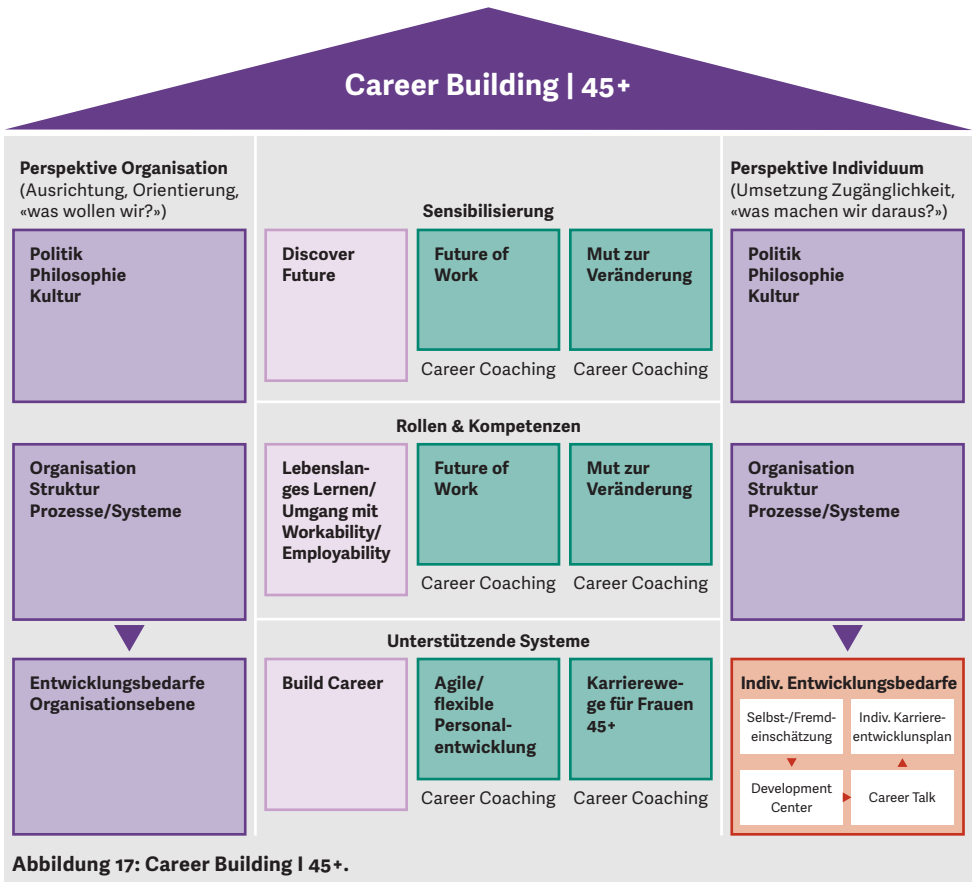 Career Building | 45+
Perspektive Organisation
(Ausrichtung, Orientierung,
«was wollen wir?»)
Politik
Philosophie
Kultur
Organisation
Struktur
Prozesse/Systeme
Entwicklungsbedarfe
Organisationsebene
Sensibilisierung
Discover
Future
Future of
Work
Career Coaching
Mut zur
Veränderung
Career Coaching
Rollen & Kompetenzen
Lebenslan-
ges Lernen/
Umgang mit
Workability/
Employability
Future of
Work
Career Coaching
Mut zur
Veränderung
Career Coaching
Unterstützende Systeme
Build Career
Agile/
flexible
Personal-
entwicklung
Career Coaching
Karrierewe-
ge für Frauen
45+
Career Coaching
Perspektive Individuum
(Umsetzung Zugänglichkeit,
«was machen wir daraus?»)
Politik
Philosophie
Kultur
Organisation
Struktur
Prozesse/Systeme
Indiv. Entwicklungsbedarfe
Selbst-/Fremd-
einschätzung
Indiv. Karriere-
entwicklunsplan
Development
Center
Career Talk
Abbildung 17: Career Building I 45+.